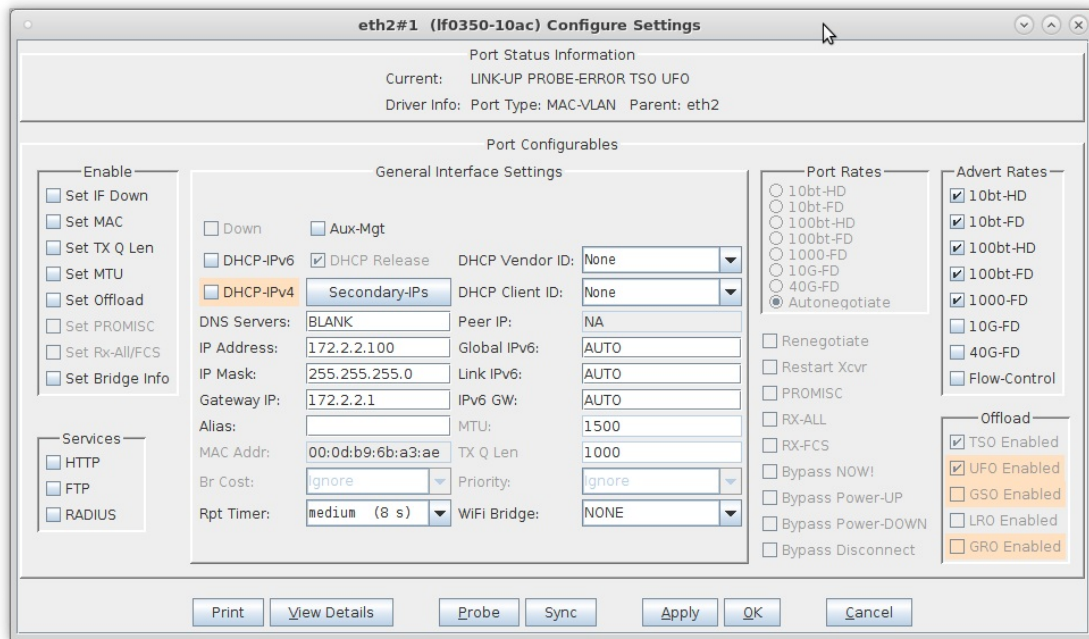 eth2#1 (lf0350-10ac) Configure Settings
Port Status Information
Current: LINK-UP PROBE-ERROR TSO UFO
Driver Info: Port Type: MAC-VLAN Parent: eth2
Port Configurables
Enable
Set IF Down
Set MAC
Set TX Q Len
Set MTU
Set Offload
Set PROMISC
Set Rx-All/FCS
Set Bridge Info
Services
HTTP
FTP
RADIUS
General Interface Settings
Down Aux-Mgt
DHCP-IPv6 DHCP Release DHCP Vendor ID: None
DHCP-IPv4 Secondary-IPs DHCP Client ID: None
DNS Servers: BLANK Peer IP: NA
IP Address: 172.2.2.100 Global IPv6: AUTO
IP Mask: 255.255.255.0 Link IPv6: AUTO
Gateway IP: 172.2.2.1 IPv6 GW: AUTO
Alias: MTU: 1500
MAC Addr: 00:0d:b9:6b:a3:ae TX Q Len 1000
Br Cost: Ignore Priority: Ignore
Rpt Timer: medium (8 s) WiFi Bridge: NONE
Port Rates
10bt-HD
10bt-FD
100bt-HD
100bt-FD
1000-FD
10G-FD
40G-FD
Autonegotiate
Renegotiate
Restart Xcvr
PROMISC
RX-ALL
RX-FCS
Bypass NOW!
Bypass Power-UP
Bypass Power-DOWN
Bypass Disconnect
Advert Rates
10bt-HD
10bt-FD
100bt-HD
100bt-FD
1000-FD
10G-FD
40G-FD
Flow-Control
Offload
TSO Enabled
UFO Enabled
GSO Enabled
LRO Enabled
GRO Enabled
Print View Details Probe Sync Apply OK Cancel